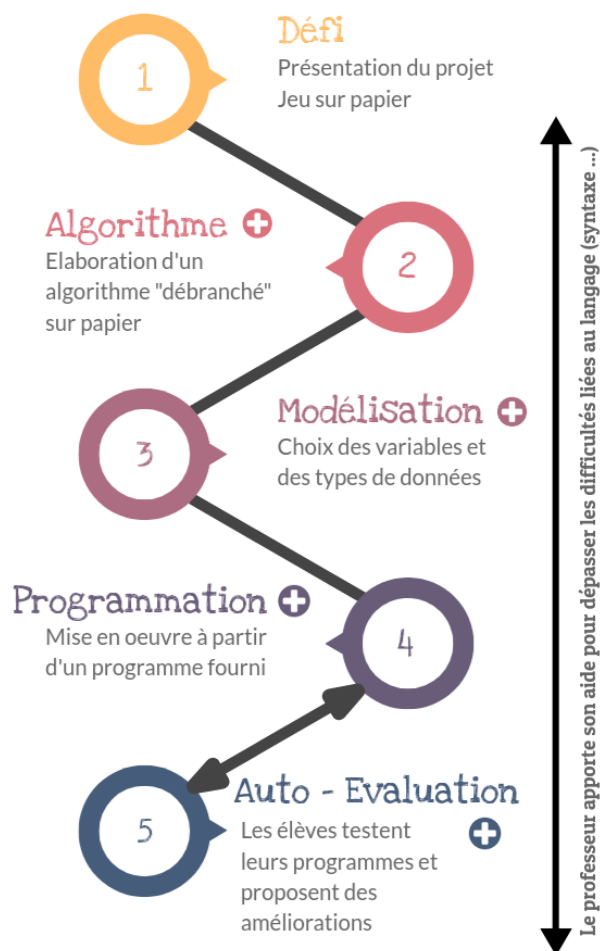 1
Défi
Présentation du projet
Jeu sur papier
2
Algorithme
Elaboration d'un
algorithme "débranché"
sur papier
3
Modélisation
Choix des variables et
des types de données
4
Programmation
Mise en oeuvre à partir
d'un programme fourni
5
Auto - Evaluation
Les élèves testent
leurs programmes et
proposent des
améliorations
Le professeur apporte son aide pour dépasser les difficultés liées au langage (syntaxe ...)